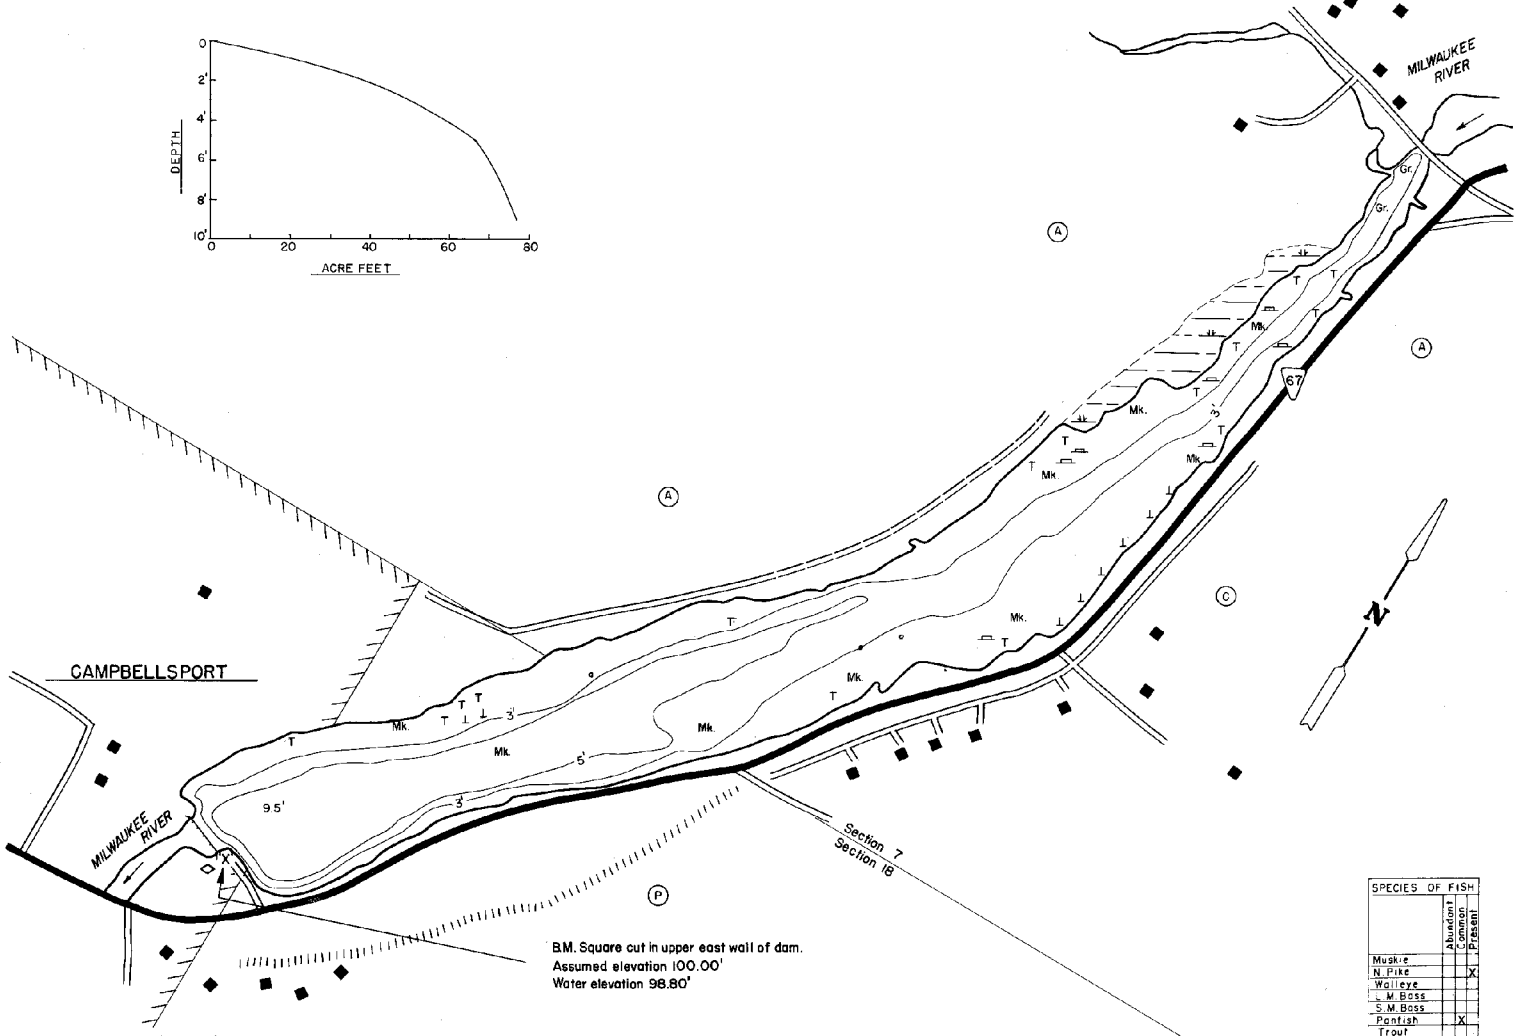 0
2'
4'
6'
8'
10'
DEPTH
0
20
40
60
80
ACRE FEET
MILWAUKEE
RIVER
Gr.
Gr.
A
T
T
T
Mk.
T
A
67
T
Mk.
3'
T
T
Mk.
T
Mk.
A
C
N
Mk.
T
T
CAMPBELLSPORT
Mk.
T
T
T
T
Mk.
T
3'
Mk.
Mk.
5'
3'
9.5'
MILWAUKEE
RIVER
X
Section 7
Section 18
P
B.M. Square cut in upper east wall of dam.
Assumed elevation 100.00'
Water elevation 98.80'
SPECIES OF FISH
Abundant
Common
Present
Muskie
N. Pike X
Walleye
L.M. Bass
S.M. Bass
Panfish X
Trout